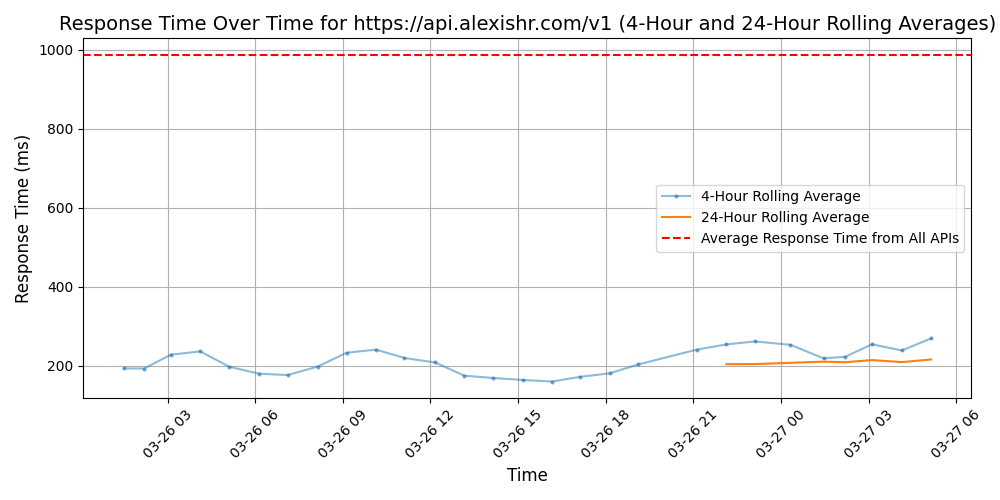 Response Time Over Time for https://api.alexishr.com/v1 (4-Hour and 24-Hour Rolling Averages)
Response Time (ms)
1000
800
600
400
200
4-Hour Rolling Average
24-Hour Rolling Average
Average Response Time from All APIs
03-26 03
03-26 06
03-26 09
03-26 12
03-26 15
03-26 18
03-26 21
03-27 00
03-27 03
03-27 06
Time